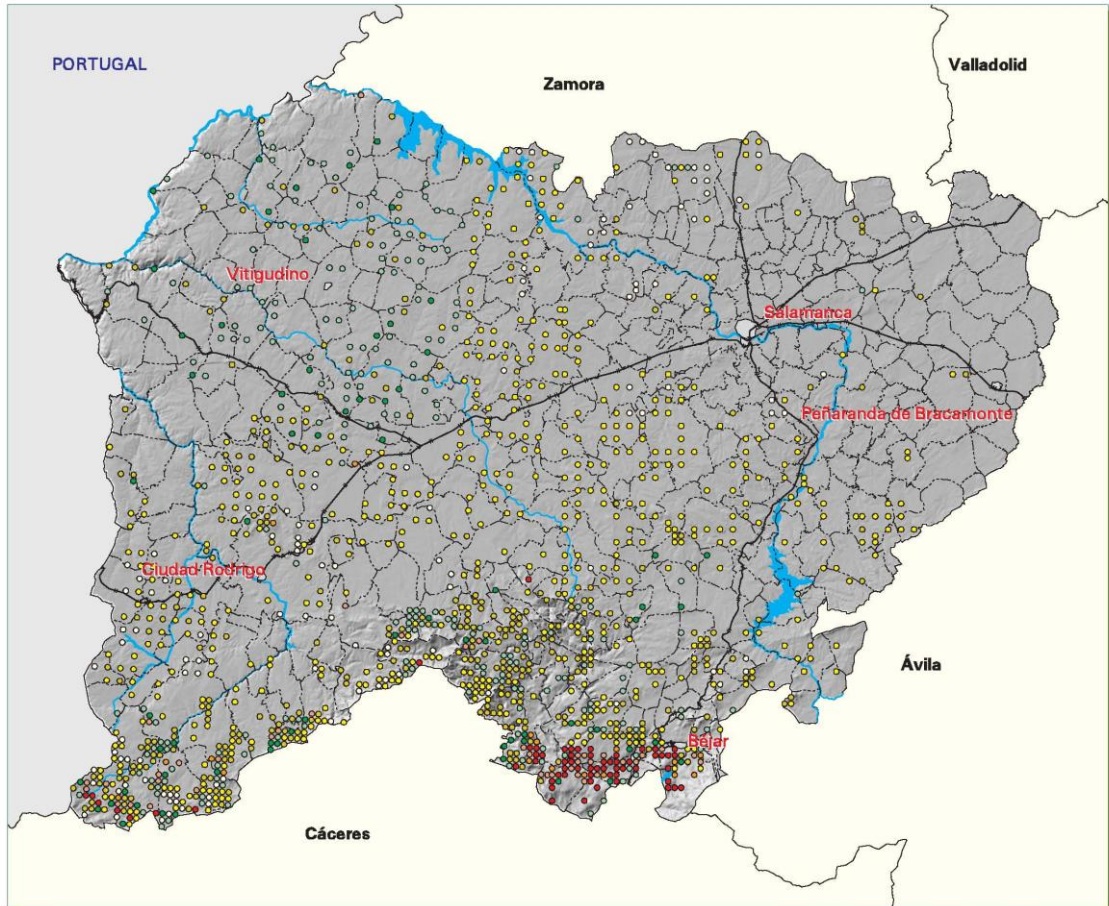 PORTUGAL
Zamora
Valladolid
Vitigudino
Salamanca
Peñaranda de Bracamonte
Ciudad Rodrigo
Ávila
Béjar
Cáceres